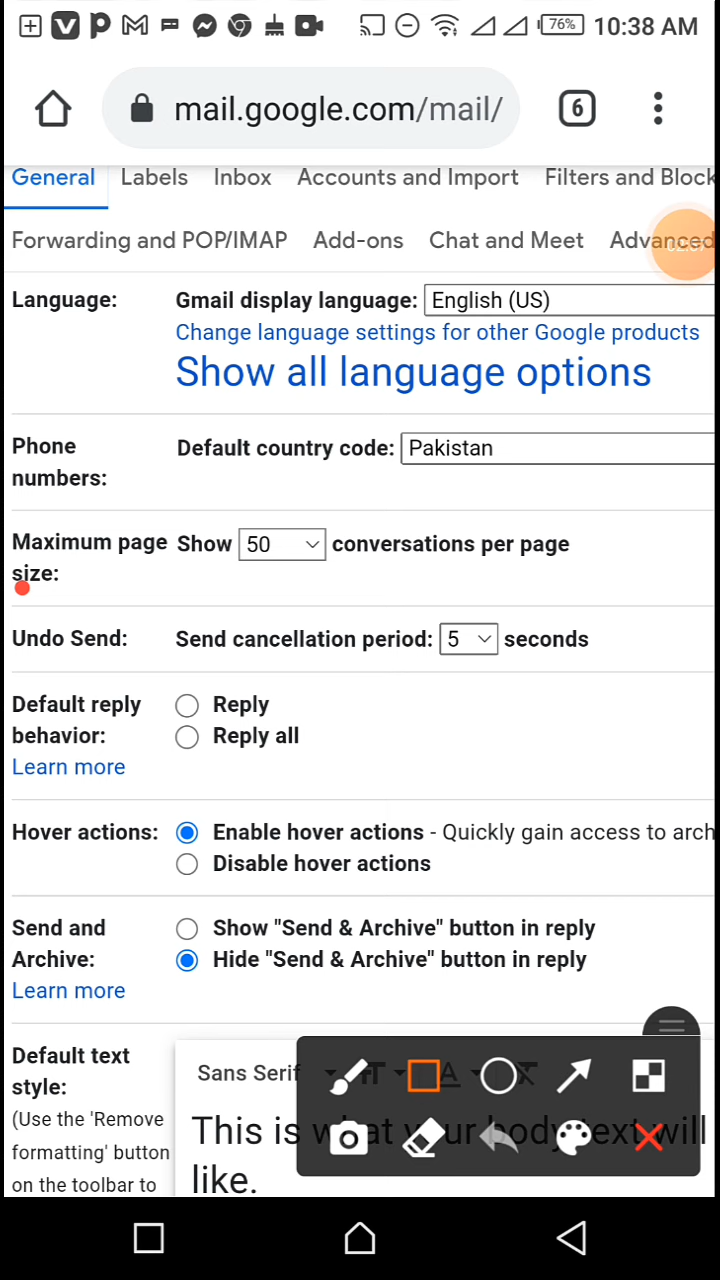 76% 10:38 AM
mail.google.com/mail/ 6
General Labels Inbox Accounts and Import Filters and Block
Forwarding and POP/IMAP Add-ons Chat and Meet Advanced
Language: Gmail display language: English (US)
Change language settings for other Google products
Show all language options
Phone numbers: Default country code: Pakistan
Maximum page size: Show 50 conversations per page
Undo Send: Send cancellation period: 5 seconds
Default reply behavior: Reply
Reply all
Learn more
Hover actions: Enable hover actions - Quickly gain access to arch
Disable hover actions
Send and Archive: Show "Send & Archive" button in reply
Hide "Send & Archive" button in reply
Learn more
Default text style:
(Use the 'Remove
formatting' button
on the toolbar to
Sans Serif
This is what your body text will
like.